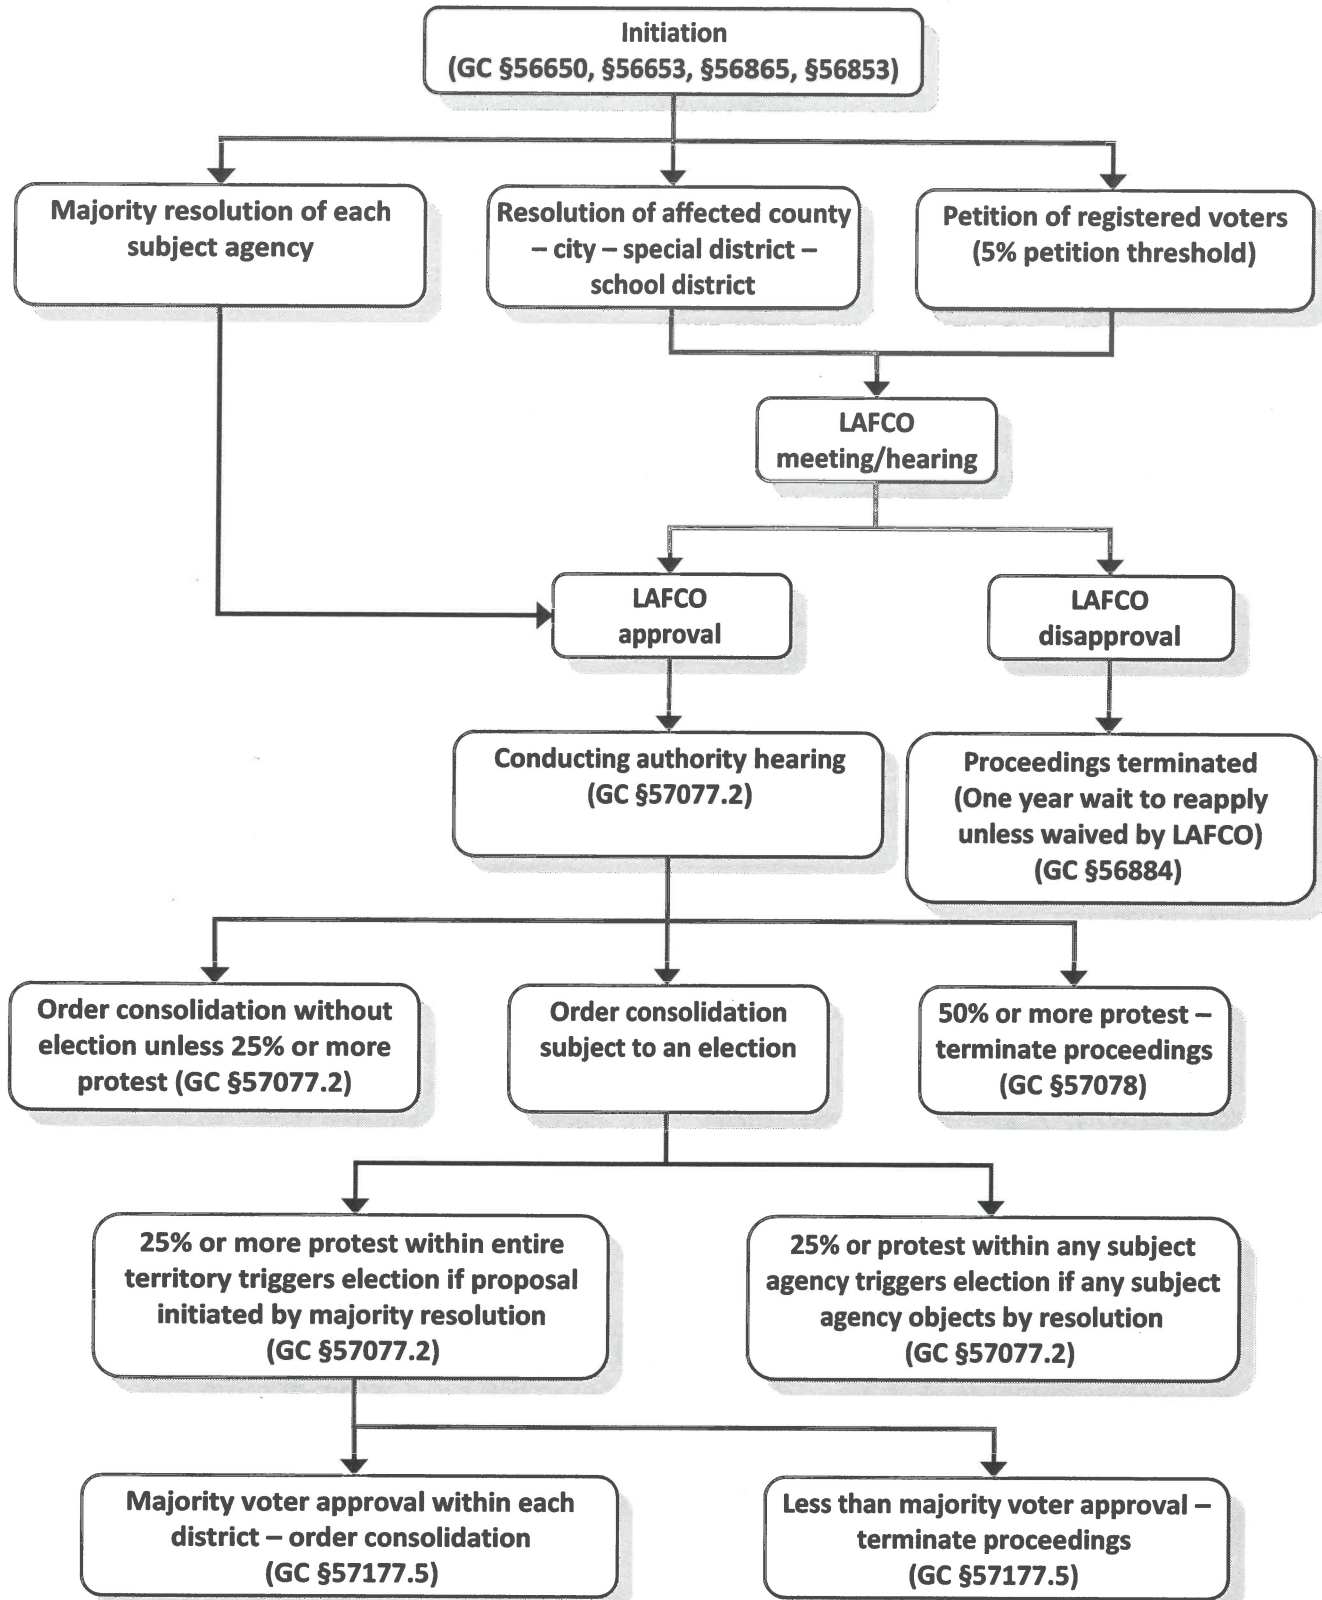 Initiation
(GC §56650, §56653, §56865, §56853)
Majority resolution of each
subject agency
Resolution of affected county
– city – special district –
school district
Petition of registered voters
(5% petition threshold)
LAFCO
meeting/hearing
LAFCO
approval
LAFCO
disapproval
Conducting authority hearing
(GC §57077.2)
Proceedings terminated
(One year wait to reapply
unless waived by LAFCO)
(GC §56884)
Order consolidation without
election unless 25% or more
protest (GC §57077.2)
Order consolidation
subject to an election
50% or more protest –
terminate proceedings
(GC §57078)
25% or more protest within entire
territory triggers election if proposal
initiated by majority resolution
(GC §57077.2)
25% or protest within any subject
agency triggers election if any subject
agency objects by resolution
(GC §57077.2)
Majority voter approval within each
district – order consolidation
(GC §57177.5)
Less than majority voter approval –
terminate proceedings
(GC §57177.5)